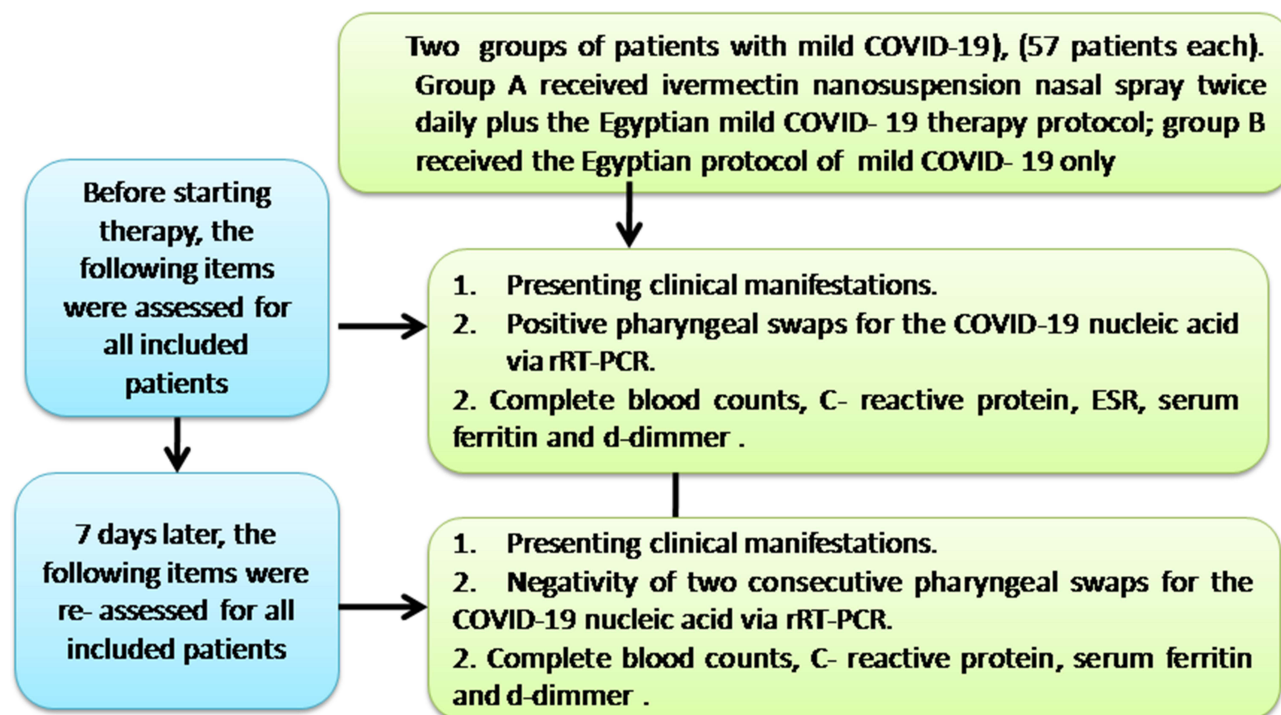 Two groups of patients with mild COVID-19), (57 patients each).
Group A received ivermectin nanosuspension nasal spray twice
daily plus the Egyptian mild COVID- 19 therapy protocol; group B
received the Egyptian protocol of mild COVID- 19 only
Before starting
therapy, the
following items
were assessed for
all included
patients
1. Presenting clinical manifestations.
2. Positive pharyngeal swaps for the COVID-19 nucleic acid
via rRT-PCR.
2. Complete blood counts, C- reactive protein, ESR, serum
ferritin and d-dimmer .
7 days later, the
following items were
re- assessed for all
included patients
1. Presenting clinical manifestations.
2. Negativity of two consecutive pharyngeal swaps for the
COVID-19 nucleic acid via rRT-PCR.
2. Complete blood counts, C- reactive protein, serum ferritin
and d-dimmer .